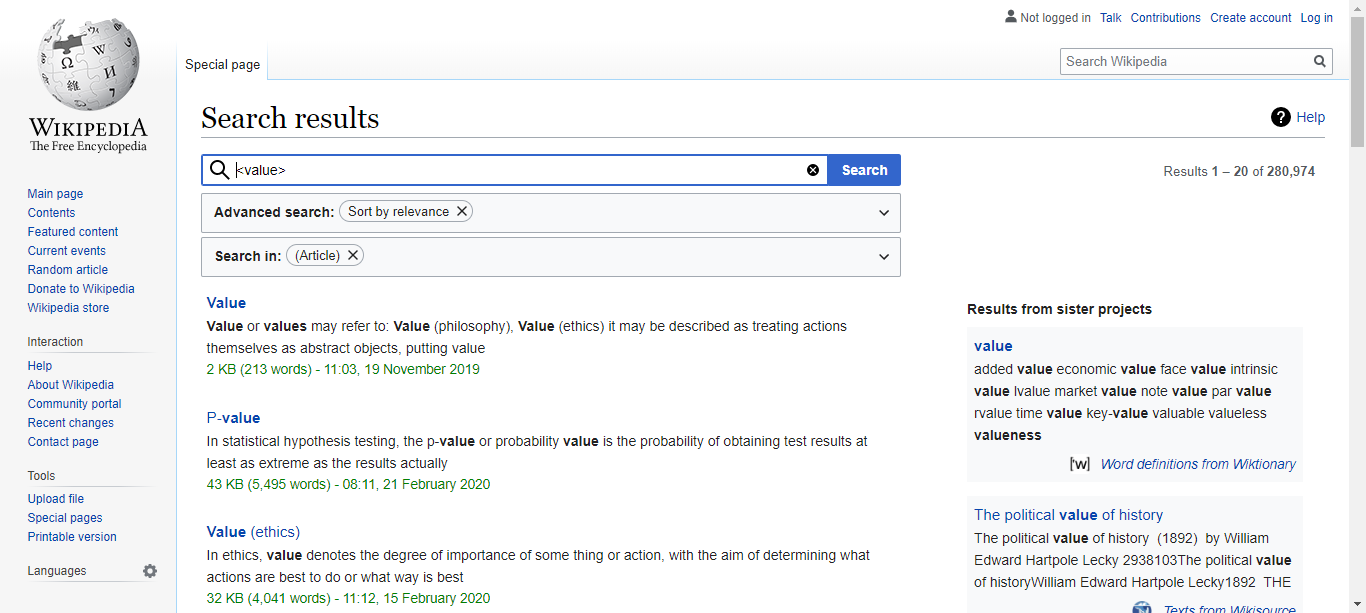 Not logged in Talk Contributions Create account Log in
Special page
Search Wikipedia
WIKIPEDIA
The Free Encyclopedia
Main page
Contents
Featured content
Current events
Random article
Donate to Wikipedia
Wikipedia store
Interaction
Help
About Wikipedia
Community portal
Recent changes
Contact page
Tools
Upload file
Special pages
Printable version
Languages
Search results
? Help
<value>
Search
Results 1 – 20 of 280,974
Advanced search: Sort by relevance
Search in: (Article)
Value
Value or values may refer to: Value (philosophy), Value (ethics) it may be described as treating actions
themselves as abstract objects, putting value
2 KB (213 words) - 11:03, 19 November 2019
P-value
In statistical hypothesis testing, the p-value or probability value is the probability of obtaining test results at
least as extreme as the results actually
43 KB (5,495 words) - 08:11, 21 February 2020
Value (ethics)
In ethics, value denotes the degree of importance of some thing or action, with the aim of determining what
actions are best to do or what way is best
32 KB (4,041 words) - 11:12, 15 February 2020
Results from sister projects
value
added value economic value face value intrinsic
value lvalue market value note value par value
rvalue time value key-value valuable valueless
valueness
['w] Word definitions from Wiktionary
The political value of history
The political value of history (1892) by William
Edward Hartpole Lecky 2938103The political value
of historyWilliam Edward Hartpole Lecky1892 THE
Texts from Wikisource